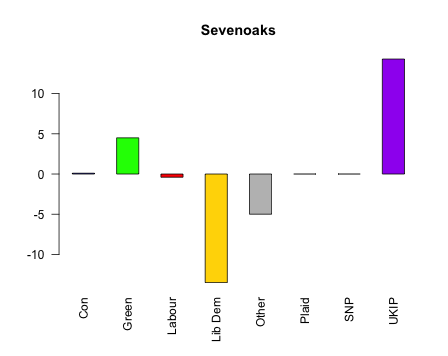 Sevenoaks
10
5
0
-5
-10
Con
Green
Labour
Lib Dem
Other
Plaid
SNP
UKIP